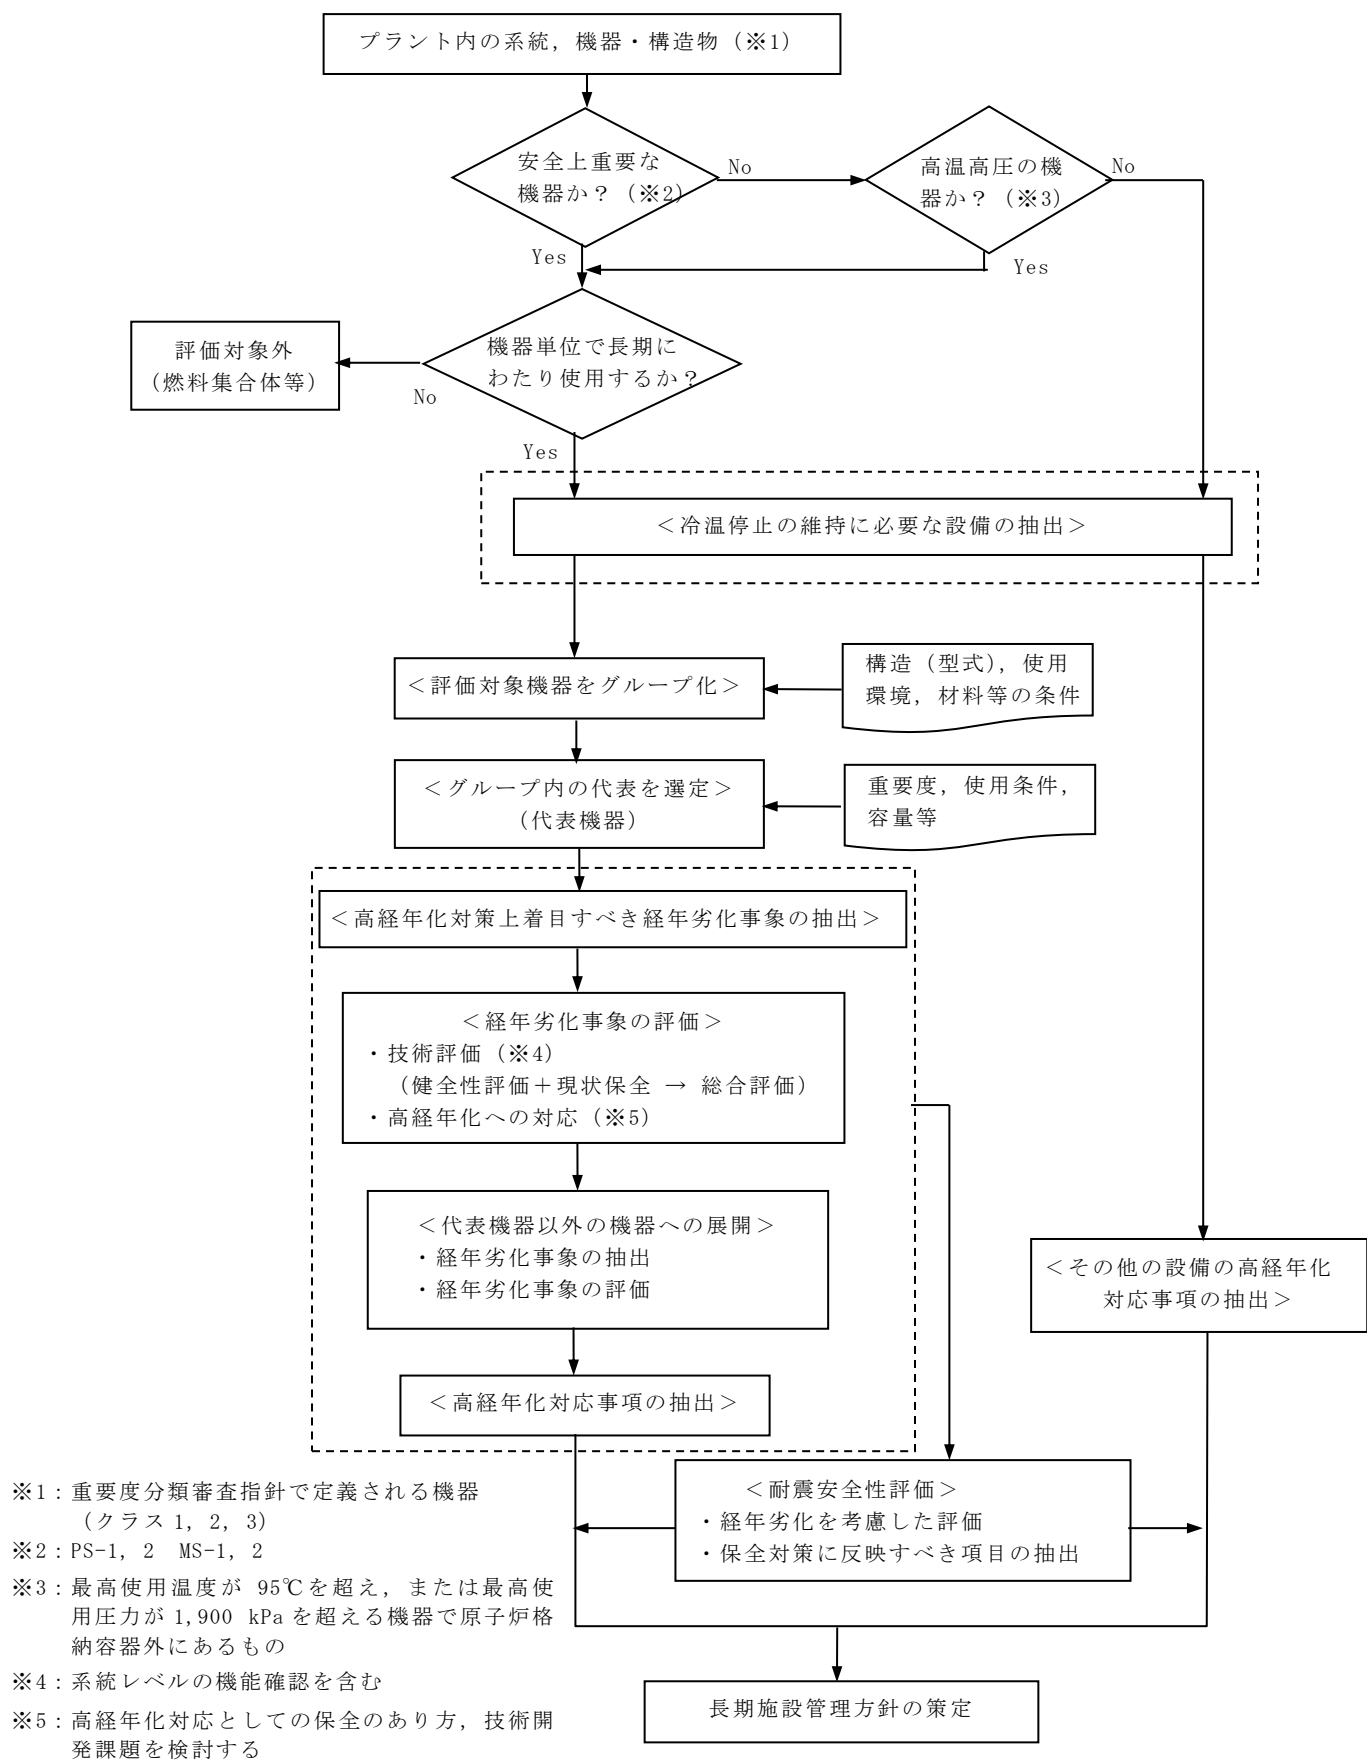 プラント内の系統，機器・構造物（※1）
安全上重要な
機器か？（※2）
No
高温高圧の機
器か？（※3）
No
Yes
Yes
機器単位で長期に
わたり使用するか？
評価対象外
（燃料集合体等）
No
Yes
＜冷温停止の維持に必要な設備の抽出＞
＜評価対象機器をグループ化＞
構造（型式），使用
環境，材料等の条件
＜グループ内の代表を選定＞
（代表機器）
重要度，使用条件，
容量等
＜高経年化対策上着目すべき経年劣化事象の抽出＞
＜経年劣化事象の評価＞
・技術評価（※4）
（健全性評価＋現状保全 → 総合評価）
・高経年化への対応（※5）
＜代表機器以外の機器への展開＞
・経年劣化事象の抽出
・経年劣化事象の評価
＜その他の設備の高経年化
対応事項の抽出＞
＜高経年化対応事項の抽出＞
＜耐震安全性評価＞
・経年劣化を考慮した評価
・保全対策に反映すべき項目の抽出
※1：重要度分類審査指針で定義される機器
（クラス 1, 2, 3）
※2：PS-1, 2　MS-1, 2
※3：最高使用温度が 95℃を超え，または最高使
用圧力が 1,900 kPa を超える機器で原子炉格
納容器外にあるもの
※4：系統レベルの機能確認を含む
※5：高経年化対応としての保全のあり方，技術開
発課題を検討する
長期施設管理方針の策定